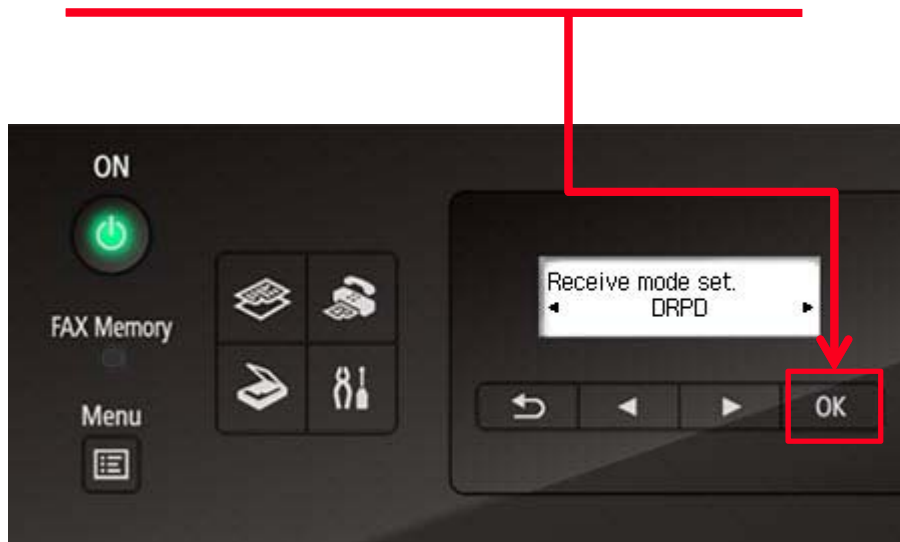 ON
FAX Memory
Menu
Receive mode set.
DRPD
OK